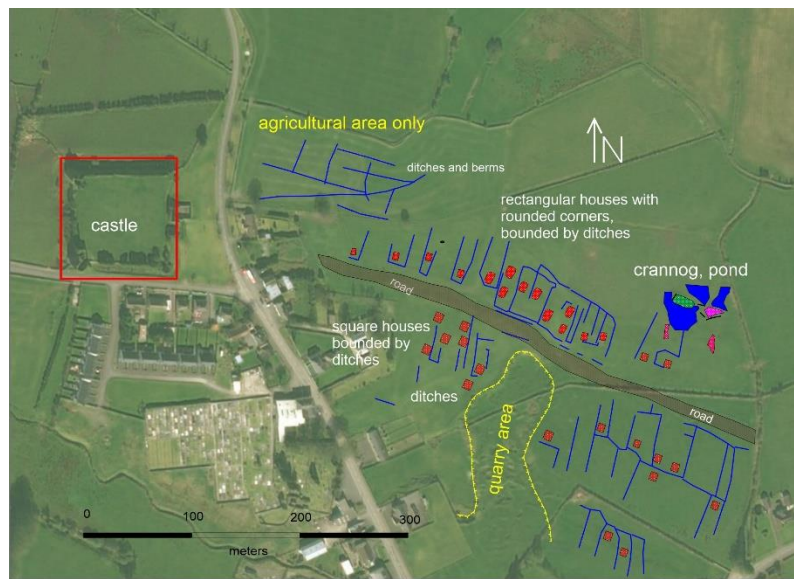 agricultural area only
ditches and berms
N
rectangular houses with
rounded corners,
bounded by ditches
castle
crannog, pond
road
square houses
bounded by
ditches
ditches
road
quarry area
0 100 200 300
meters